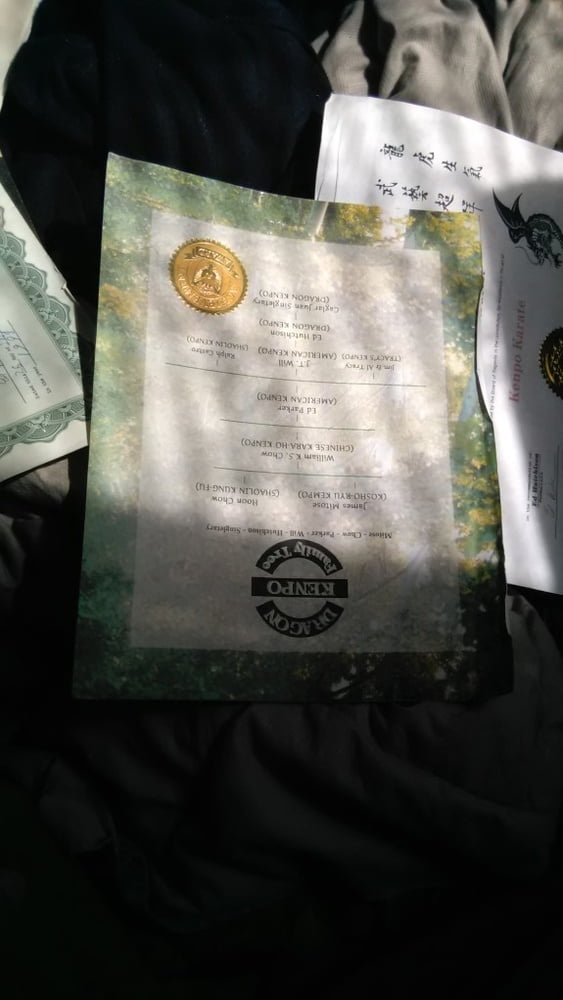 DRAGON
KENPO
Family Tree
Mitose - Chow - Parker - Will - Hutchison - Singletary
James Mitose Hoon Chow
(KOSHO-RYU KEMPO) (SHAOLIN KUNG-FU)
William K.S. Chow
(CHINESE KARA-HO KENPO)
Ed Parker
(AMERICAN KENPO)
Jim & Al Tracy J.T. Will Ralph Castro
(TRACY'S KENPO) (AMERICAN KENPO) (SHAOLIN KENPO)
Ed Hutchison
(DRAGON KENPO)
Caglar Juan Singletary
(DRAGON KENPO)
龍虎生氣
武藝超
Kenpo Karate
Ed Hutchison